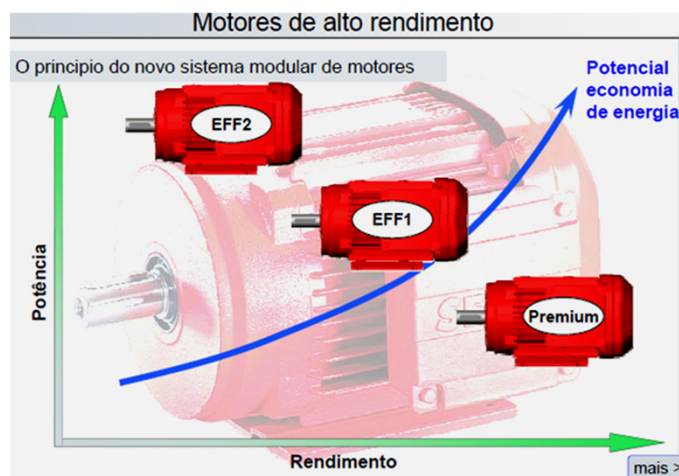 Motores de alto rendimento
O principio do novo sistema modular de motores
Potencial
economia
de energia
EFF2
EFF1
Premium
Potência
Rendimento
mais >